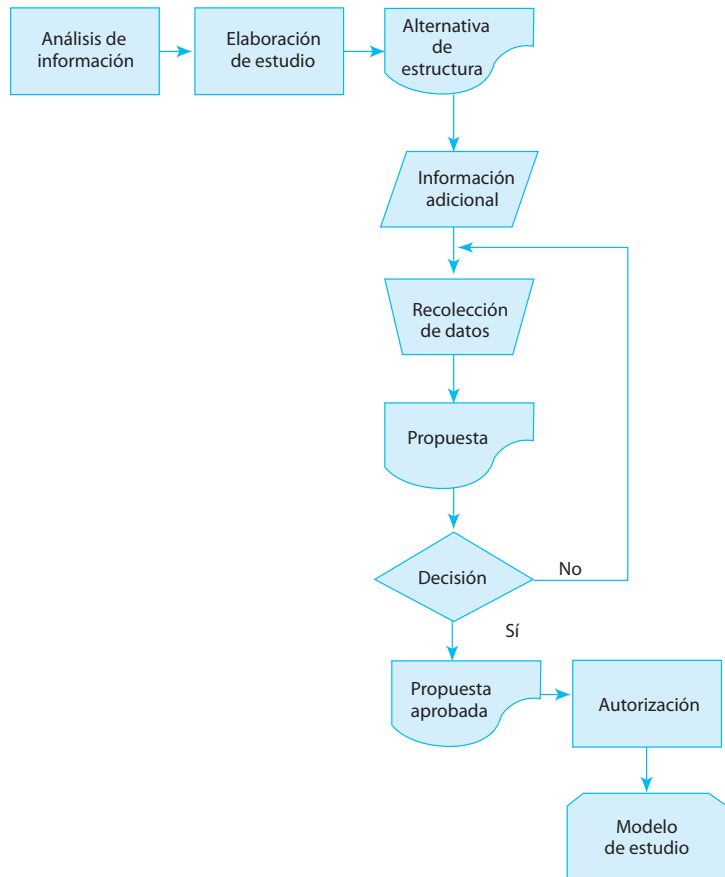 Análisis de
información
Elaboración
de estudio
Alternativa
de
estructura
Información
adicional
Recolección
de datos
Propuesta
Decisión
No
Sí
Propuesta
aprobada
Autorización
Modelo
de estudio